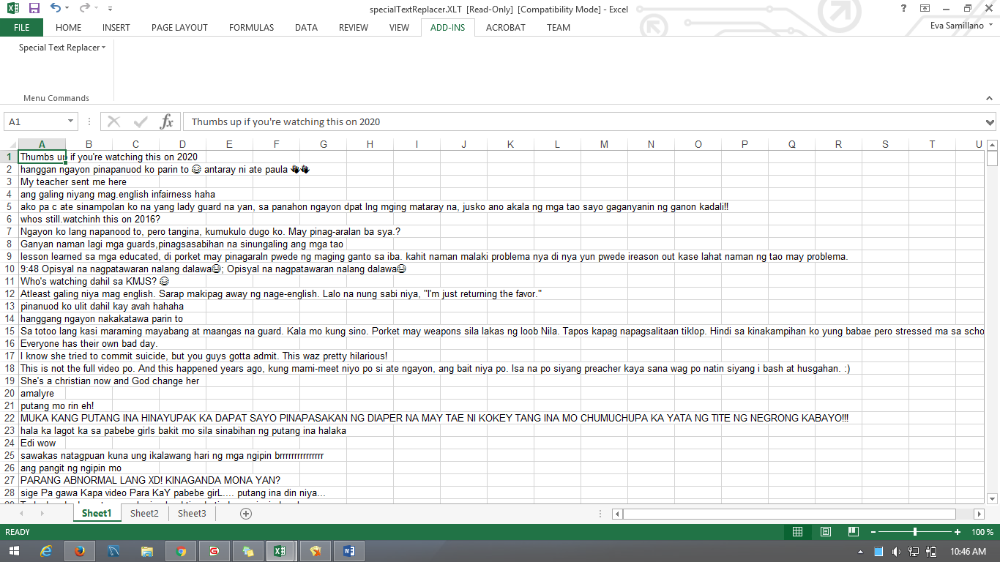 specialTextReplacer.XLT [Read-Only] [Compatibility Mode] - Excel
FILE HOME INSERT PAGE LAYOUT FORMULAS DATA REVIEW VIEW ADD-INS ACROBAT TEAM Eva Samillano
Special Text Replacer
Menu Commands
A1 fx Thumbs up if you're watching this on 2020
A B C D E F G H I J K L M N O P Q R S T U
1 Thumbs up if you're watching this on 2020
2 hanggan ngayon pinapanuod ko parin to 😂 antaray ni ate paula 👏👏
3 My teacher sent me here
4 ang galing niyang mag.english infairness haha
5 ako pa c ate sinampolan ko na yang lady guard na yan, sa panahon ngayon dpat lng mging mataray na, jusko ano akala ng mga tao sayo gaganyanin ng ganon kadali!!
6 whos still.watchinh this on 2016?
7 Ngayon ko lang napanood to, pero tangina, kumukulo dugo ko. May pinag-aralan ba sya.?
8 Ganyan naman lagi mga guards,pinagsasabihan na sinungaling ang mga tao
9 lesson learned sa mga educated, di porket may pinagaraln pwede ng maging ganto sa iba. kahit naman malaki problema nya di nya yun pwede ireason out kase lahat naman ng tao may problema.
10 9:48 Opisyal na nagpatawaran nalang dalawa😂; Opisyal na nagpatawaran nalang dalawa😂
11 Who's watching dahil sa KMJS? 😂
12 Atleast galing niya mag english. Sarap makipag away ng nage-english. Lalo na nung sabi niya, "I'm just returning the favor."
13 pinanuod ko ulit dahil kay avah hahaha
14 hanggang ngayon nakakatawa parin to
15 Sa totoo lang kasi maraming mayabang at maangas na guard. Kala mo kung sino. Porket may weapons sila lakas ng loob Nila. Tapos kapag napagsalitaan tiklop. Hindi sa kinakampihan ko yung babae pero stressed ma sa scho
16 Everyone has their own bad day.
17 I know she tried to commit suicide, but you guys gotta admit. This waz pretty hilarious!
18 This is not the full video po. And this happened years ago, kung mami-meet niyo po si ate ngayon, ang bait niya po. Isa na po siyang preacher kaya sana wag po natin siyang i bash at husgahan. :)
19 She's a christian now and God change her
20 amalyre
21 putang mo rin eh!
22 MUKA KANG PUTANG INA HINAYUPAK KA DAPAT SAYO PINAPASAKAN NG DIAPER NA MAY TAE NI KOKEY TANG INA MO CHUMUCHUPA KA YATA NG TITE NG NEGRONG KABAYO!!!
23 hala ka lagot ka sa pabebe girls bakit mo sila sinabihan ng putang ina halaka
24 Edi wow
25 sawakas natagpuan kuna ung ikalawang hari ng mga ngipin brrrrrrrrrrrrrrr
26 ang pangit ng ngipin mo
27 PARANG ABNORMAL LANG XD! KINAGANDA MONA YAN?
28 sige Pa gawa Kapa video Para KaY pabebe girL.... putang ina din niya...
Sheet1 Sheet2 Sheet3
READY 100 %
10:46 AM